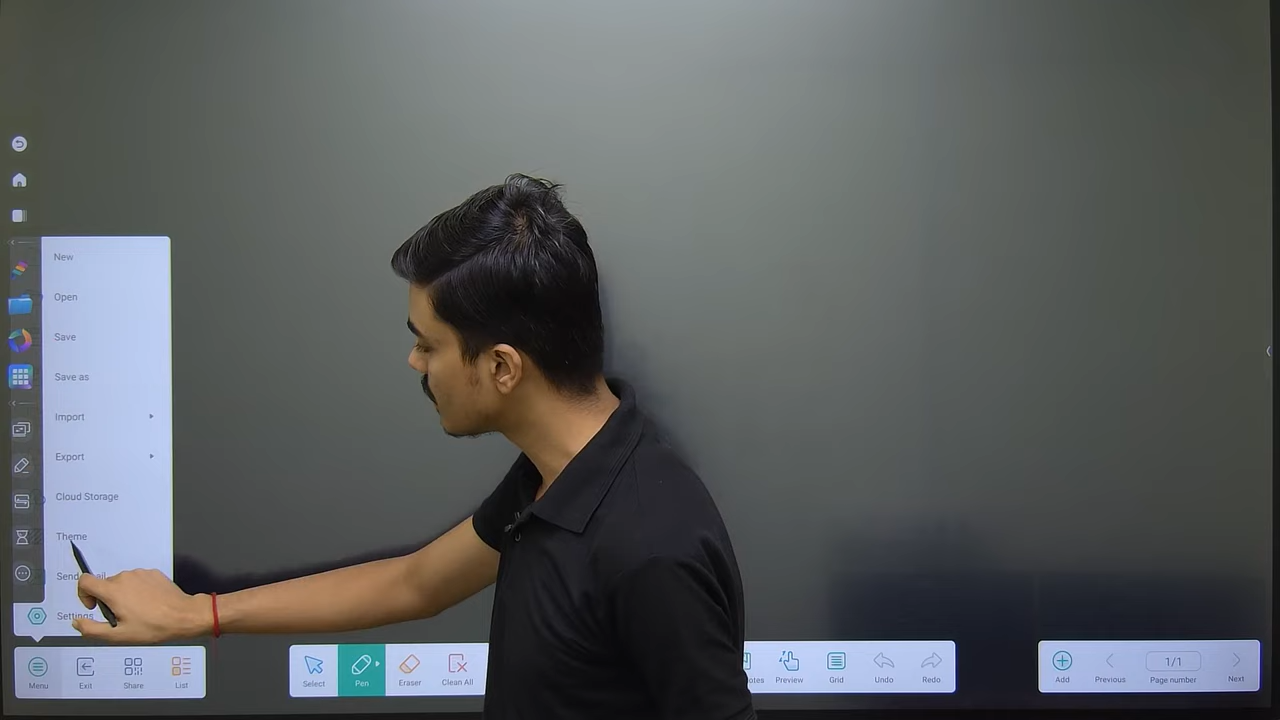 New
Open
Save
Save as
Import
Export
Cloud Storage
Theme
Settings
Menu
Exit
Share
List
Select
Pen
Eraser
Clean All
Preview
Grid
Undo
Redo
Add
Previous
1/1
Page number
Next